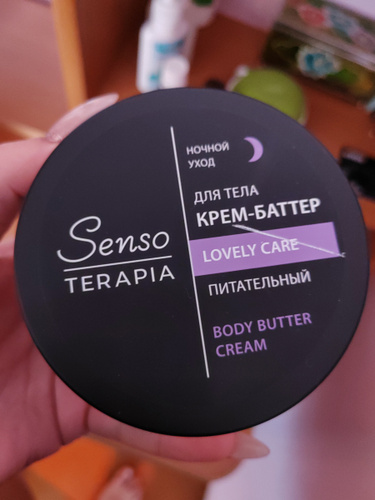 Senso
TERAPIA
НОЧНОЙ
УХОД
ДЛЯ ТЕЛА
КРЕМ-БАТТЕР
LOVELY CARE
ПИТАТЕЛЬНЫЙ
BODY BUTTER
CREAM